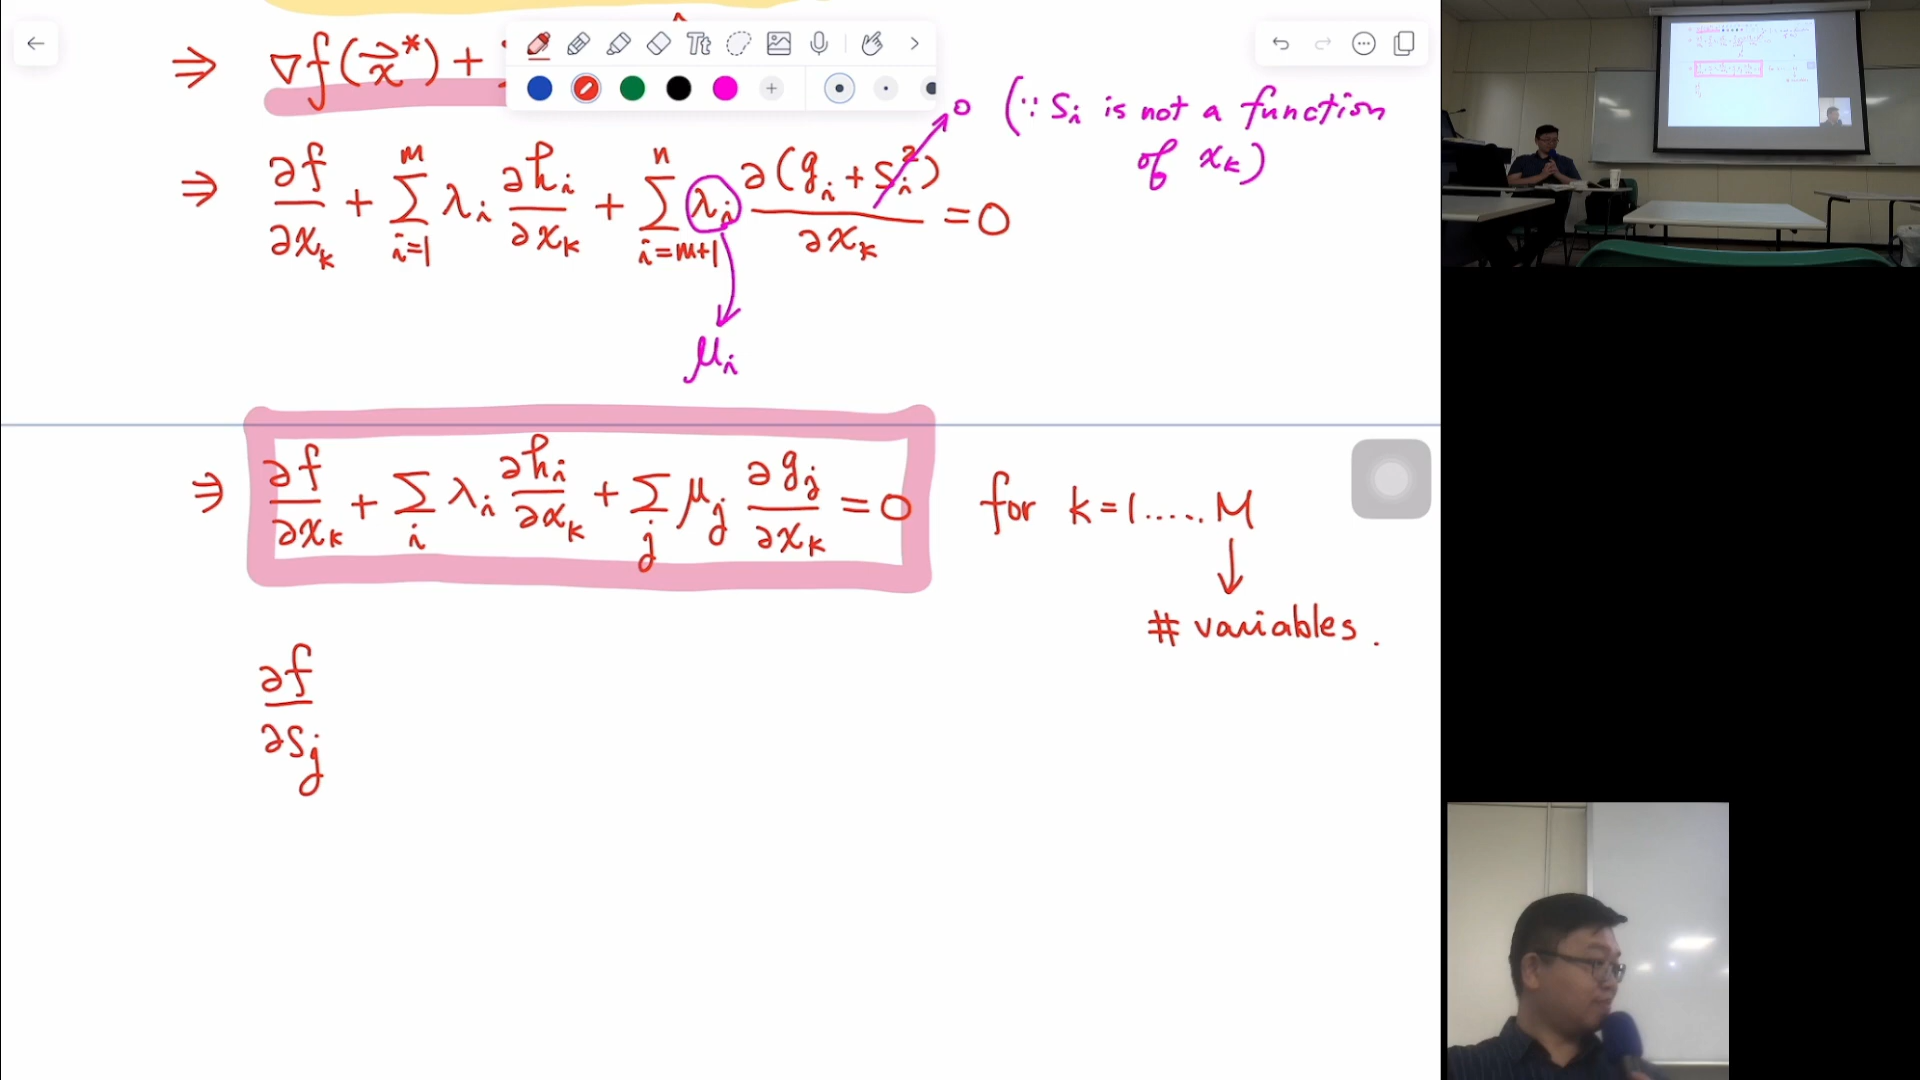 ⇒ ∇f(x⃗*) +
⇒ ∂f/∂x_k + Σ_{i=1}^{m} λ_i ∂h_i/∂x_k + Σ_{i=m+1}^{n} λ_i ∂(g_i + s_i²)/∂x_k = 0
0 (∵ s_i is not a function
of x_k)
μ_i
⇒ ∂f/∂x_k + Σ_i λ_i ∂h_i/∂x_k + Σ_j μ_j ∂g_j/∂x_k = 0 for k = 1 ..... M
↓
# variables.
∂f/∂s_j
Tt